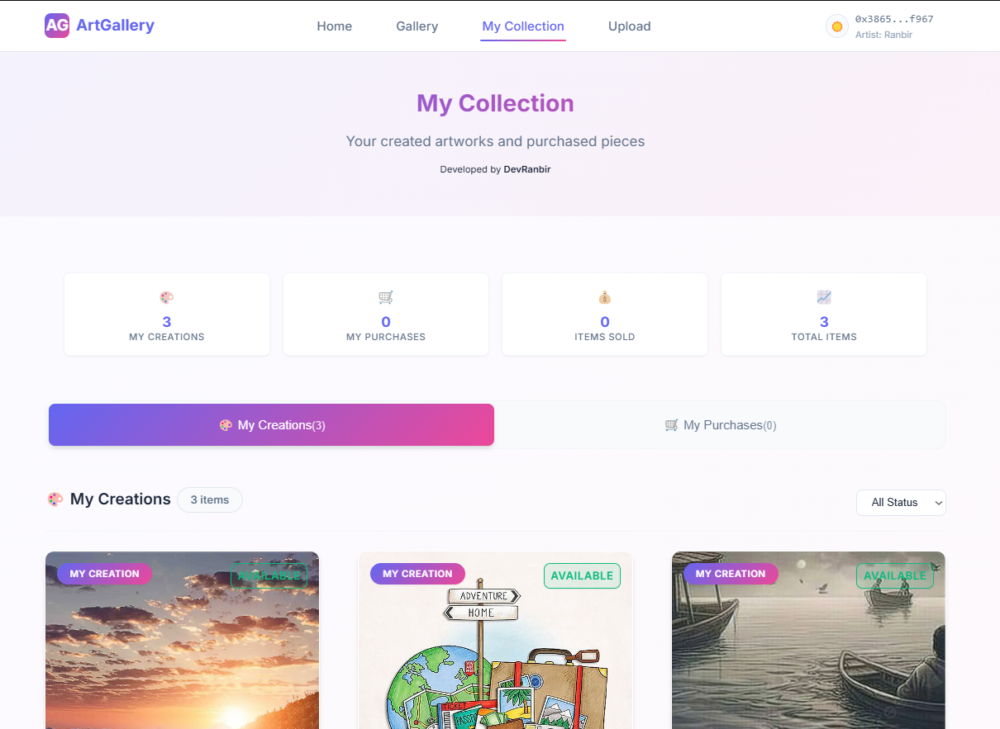 AG ArtGallery
Home
Gallery
My Collection
Upload
0x3865...f967
Artist: Ranbir
My Collection
Your created artworks and purchased pieces
Developed by DevRanbir
3
MY CREATIONS
0
MY PURCHASES
0
ITEMS SOLD
3
TOTAL ITEMS
My Creations(3)
My Purchases(0)
My Creations
3 items
All Status
MY CREATION
AVAILABLE
MY CREATION
AVAILABLE
ADVENTURE
HOME
TICKET
MY CREATION
AVAILABLE